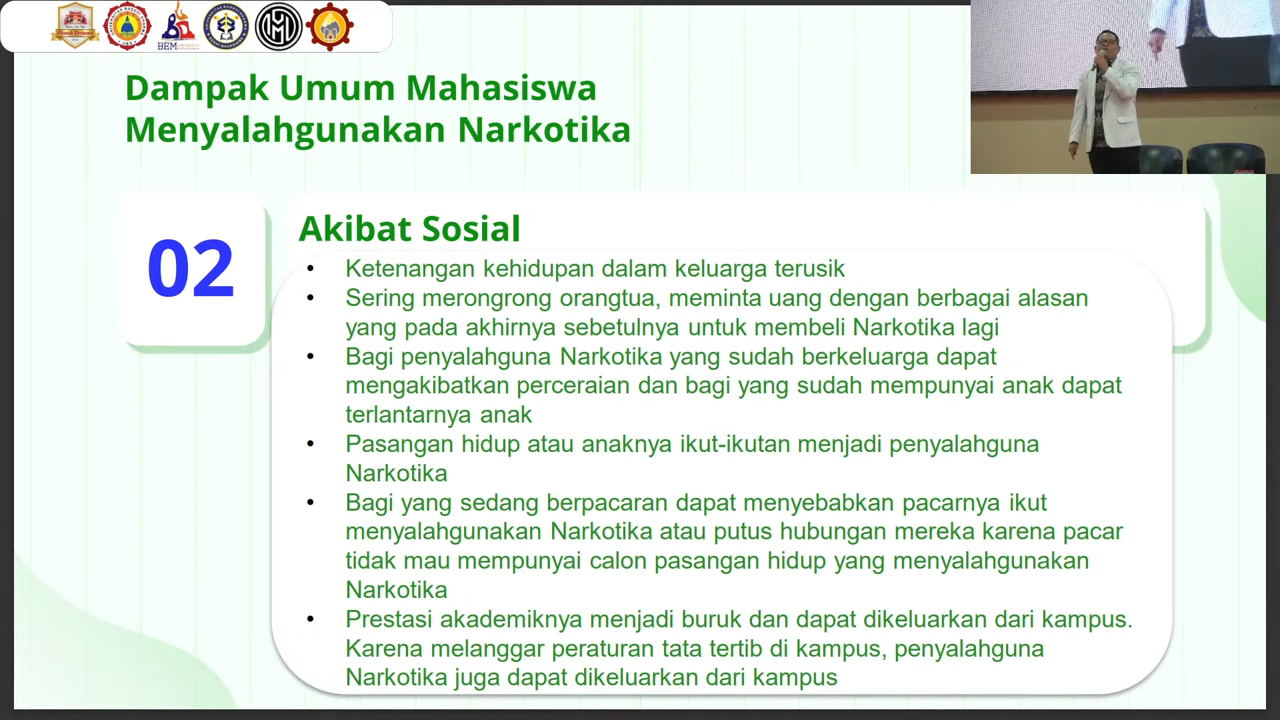 BEM
Dampak Umum Mahasiswa
Menyalahgunakan Narkotika
02
Akibat Sosial
• Ketenangan kehidupan dalam keluarga terusik
• Sering merongrong orangtua, meminta uang dengan berbagai alasan
yang pada akhirnya sebetulnya untuk membeli Narkotika lagi
• Bagi penyalahguna Narkotika yang sudah berkeluarga dapat
mengakibatkan perceraian dan bagi yang sudah mempunyai anak dapat
terlantarnya anak
• Pasangan hidup atau anaknya ikut-ikutan menjadi penyalahguna
Narkotika
• Bagi yang sedang berpacaran dapat menyebabkan pacarnya ikut
menyalahgunakan Narkotika atau putus hubungan mereka karena pacar
tidak mau mempunyai calon pasangan hidup yang menyalahgunakan
Narkotika
• Prestasi akademiknya menjadi buruk dan dapat dikeluarkan dari kampus.
Karena melanggar peraturan tata tertib di kampus, penyalahguna
Narkotika juga dapat dikeluarkan dari kampus